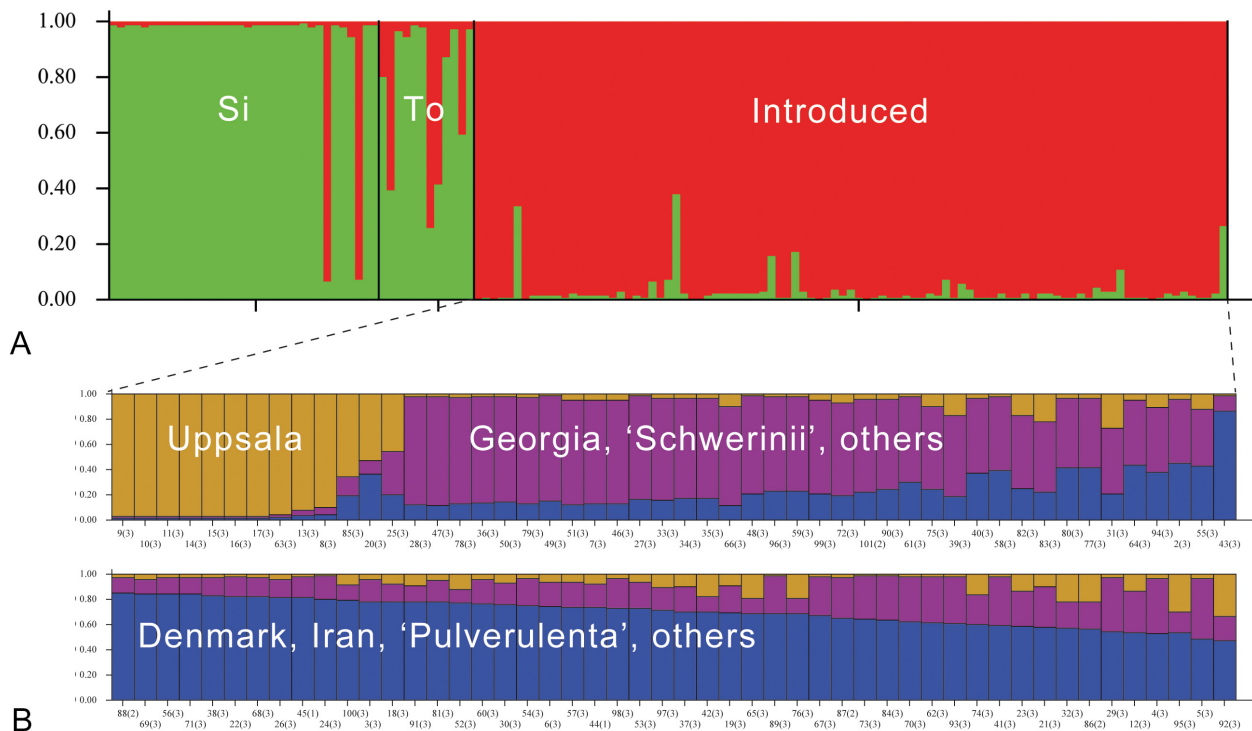 1.00
0.80
0.60
0.40
0.20
0.00
Si To Introduced
A
1.00
0.80
0.60
0.40
0.20
0.00
Uppsala Georgia, ‘Schwerinii’, others
9(3) 11(3) 15(3) 17(3) 13(3) 85(3) 25(3) 47(3) 36(3) 79(3) 51(3) 46(3) 33(3) 35(3) 48(3) 59(3) 72(3) 90(3) 75(3) 40(3) 82(3) 80(3) 31(3) 94(3) 55(3)
10(3) 14(3) 16(3) 63(3) 8(3) 20(3) 28(3) 78(3) 50(3) 49(3) 7(3) 27(3) 34(3) 66(3) 96(3) 99(3) 101(2) 61(3) 39(3) 58(3) 83(3) 77(3) 64(3) 2(3) 43(3)
1.00
0.80
0.60
0.40
0.20
0.00
Denmark, Iran, ‘Pulverulenta’, others
88(2) 56(3) 38(3) 68(3) 45(1) 100(3) 18(3) 81(3) 60(3) 54(3) 57(3) 98(3) 97(3) 42(3) 65(3) 76(3) 87(2) 84(3) 62(3) 74(3) 23(3) 32(3) 29(3) 4(3) 5(3)
69(3) 71(3) 22(3) 26(3) 24(3) 3(3) 91(3) 52(3) 30(3) 6(3) 44(1) 53(3) 37(3) 19(3) 89(3) 67(3) 73(3) 70(3) 93(3) 41(3) 21(3) 86(2) 12(3) 95(3) 92(3)
B